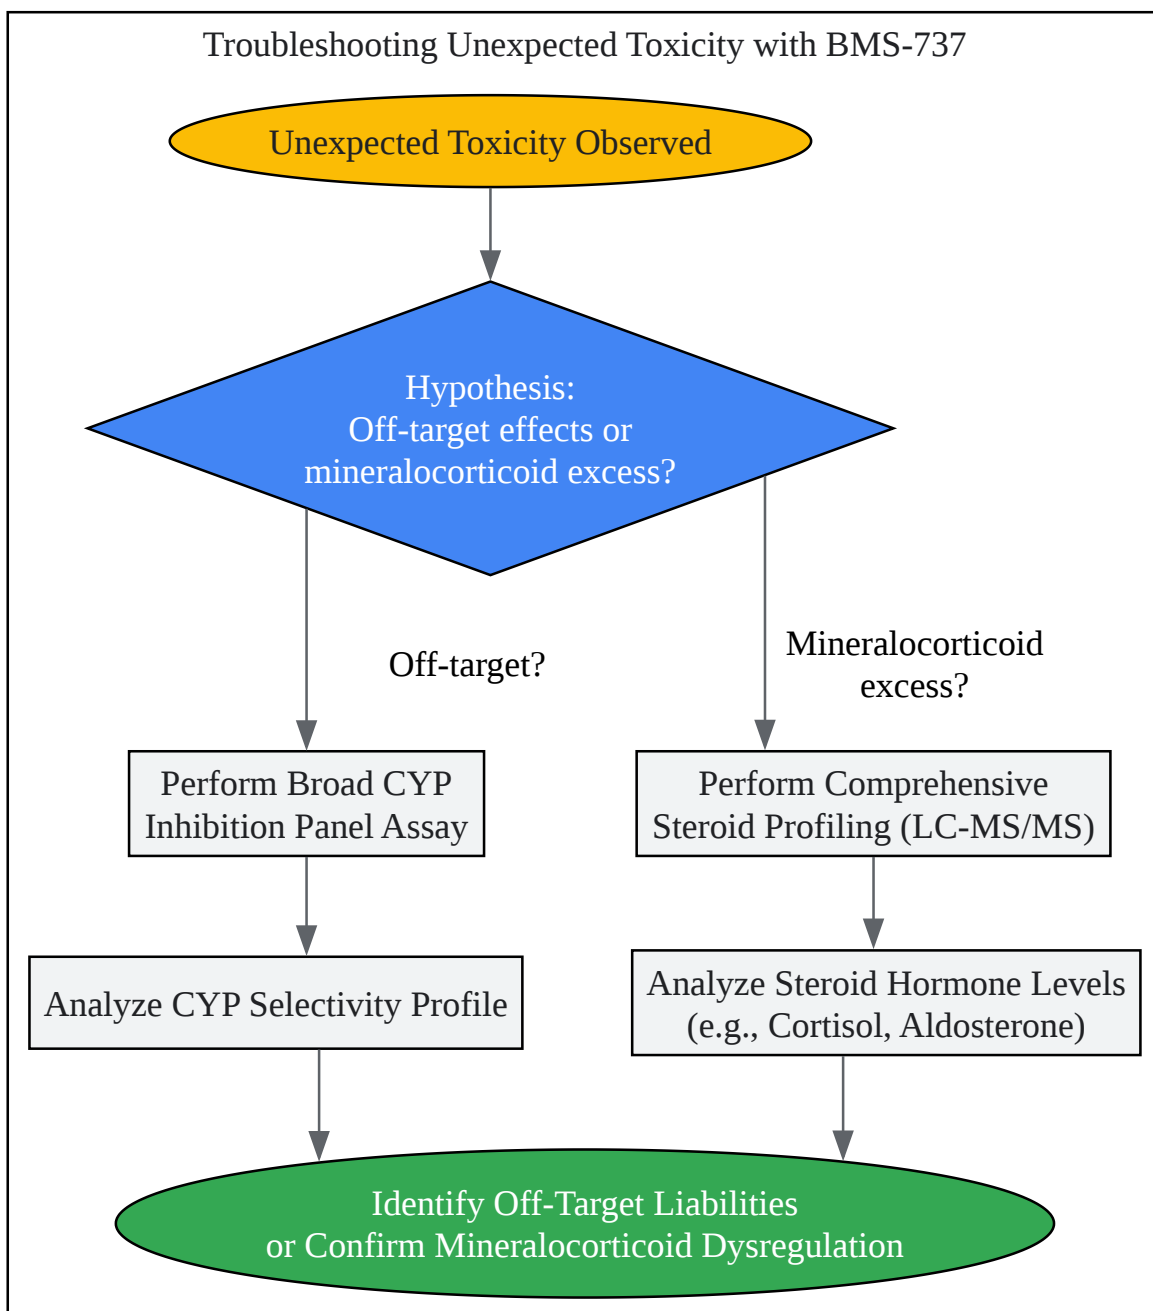 Troubleshooting Unexpected Toxicity with BMS-737
Unexpected Toxicity Observed
Hypothesis:
Off-target effects or
mineralocorticoid excess?
Off-target?
Mineralocorticoid
excess?
Perform Broad CYP
Inhibition Panel Assay
Perform Comprehensive
Steroid Profiling (LC-MS/MS)
Analyze CYP Selectivity Profile
Analyze Steroid Hormone Levels
(e.g., Cortisol, Aldosterone)
Identify Off-Target Liabilities
or Confirm Mineralocorticoid Dysregulation